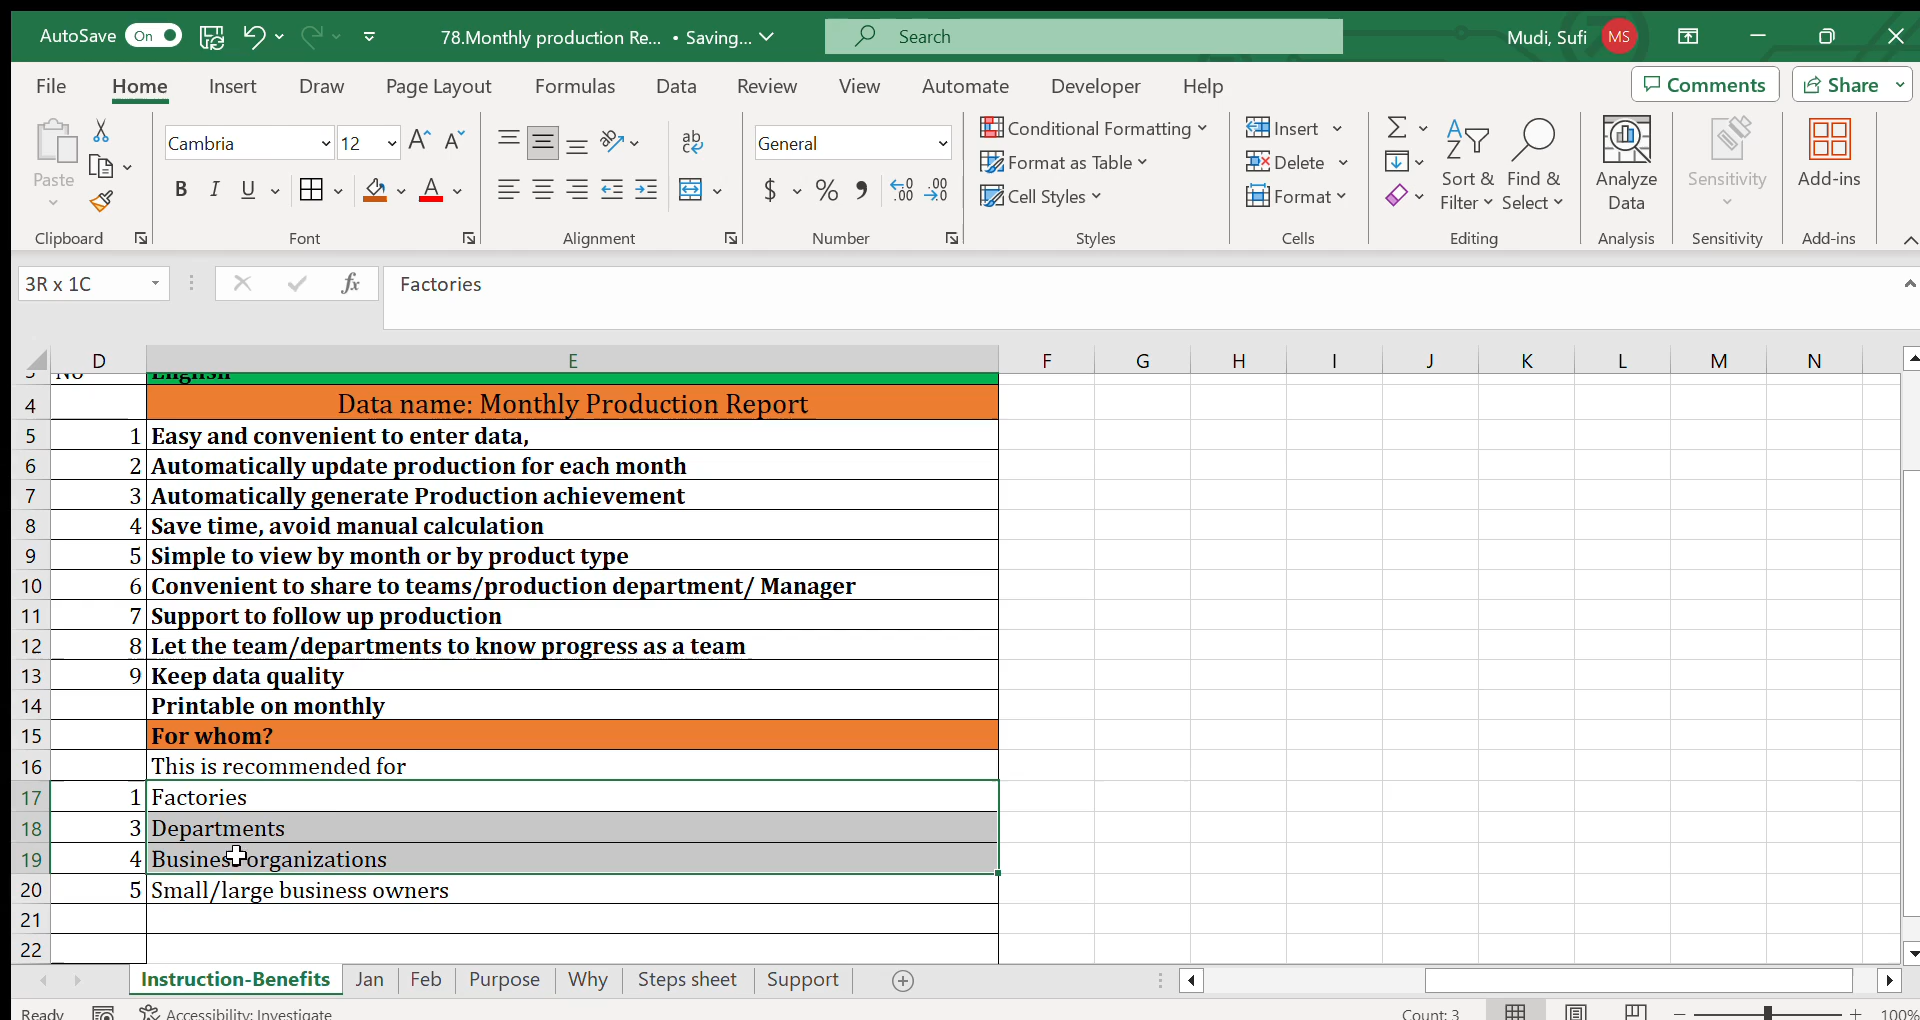 AutoSave On 78.Monthly production Re... • Saving... Search Mudi, Sufi MS
File Home Insert Draw Page Layout Formulas Data Review View Automate Developer Help Comments Share
Paste Cambria 12 A A ab General Conditional Formatting Insert Σ Sort & Filter Find & Select Analyze Data Sensitivity Add-ins
Format as Table Delete
B I U A $ % Cell Styles Format
Clipboard Font Alignment Number Styles Cells Editing Analysis Sensitivity Add-ins
3R x 1C fx Factories
D E F G H I J K L M N
3 No English
4 Data name: Monthly Production Report
5 1 Easy and convenient to enter data,
6 2 Automatically update production for each month
7 3 Automatically generate Production achievement
8 4 Save time, avoid manual calculation
9 5 Simple to view by month or by product type
10 6 Convenient to share to teams/production department/ Manager
11 7 Support to follow up production
12 8 Let the team/departments to know progress as a team
13 9 Keep data quality
14 Printable on monthly
15 For whom?
16 This is recommended for
17 1 Factories
18 3 Departments
19 4 Business organizations
20 5 Small/large business owners
21
22
Instruction-Benefits Jan Feb Purpose Why Steps sheet Support
Ready Accessibility: Investigate Count: 3 100%